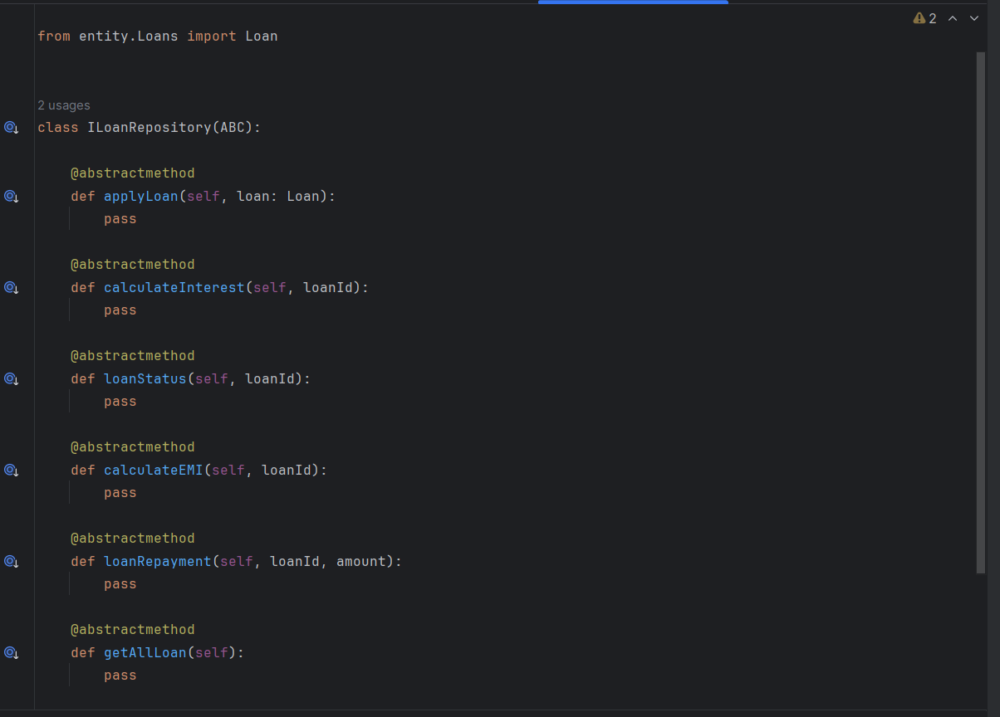 2
from entity.Loans import Loan
2 usages
class ILoanRepository(ABC):
    @abstractmethod
    def applyLoan(self, loan: Loan):
        pass
    @abstractmethod
    def calculateInterest(self, loanId):
        pass
    @abstractmethod
    def loanStatus(self, loanId):
        pass
    @abstractmethod
    def calculateEMI(self, loanId):
        pass
    @abstractmethod
    def loanRepayment(self, loanId, amount):
        pass
    @abstractmethod
    def getAllLoan(self):
        pass